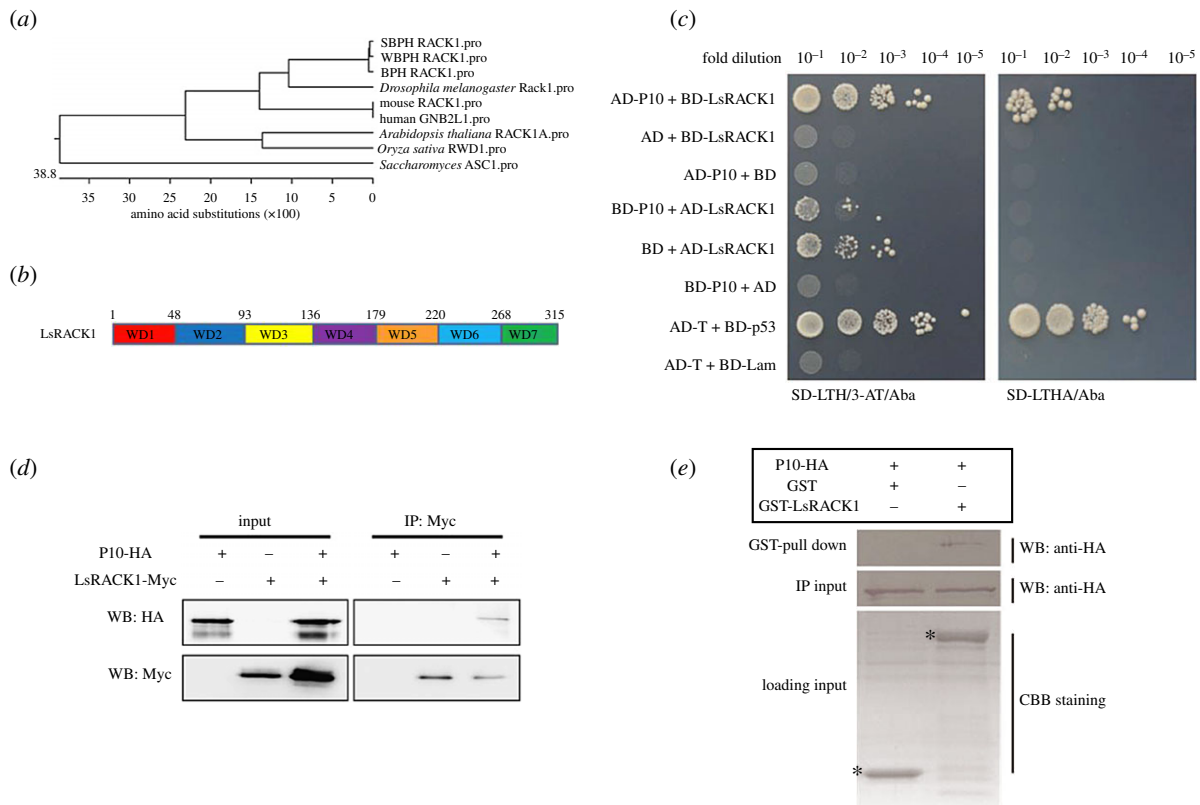 (a)
SBPH RACK1.pro
WBPH RACK1.pro
BPH RACK1.pro
Drosophila melanogaster Rack1.pro
mouse RACK1.pro
human GNB2L1.pro
Arabidopsis thaliana RACK1A.pro
Oryza sativa RWD1.pro
Saccharomyces ASC1.pro
38.8
35 30 25 20 15 10 5 0
amino acid substitutions (×100)
(b)
1 48 93 136 179 220 268 315
LsRACK1 WD1 WD2 WD3 WD4 WD5 WD6 WD7
(c)
fold dilution 10⁻¹ 10⁻² 10⁻³ 10⁻⁴ 10⁻⁵ 10⁻¹ 10⁻² 10⁻³ 10⁻⁴ 10⁻⁵
AD-P10 + BD-LsRACK1
AD + BD-LsRACK1
AD-P10 + BD
BD-P10 + AD-LsRACK1
BD + AD-LsRACK1
BD-P10 + AD
AD-T + BD-p53
AD-T + BD-Lam
SD-LTH/3-AT/Aba SD-LTHA/Aba
(d)
input IP: Myc
P10-HA + – + + – +
LsRACK1-Myc – + + – + +
WB: HA
WB: Myc
(e)
P10-HA + +
GST + –
GST-LsRACK1 – +
GST-pull down WB: anti-HA
IP input WB: anti-HA
*
loading input CBB staining
*